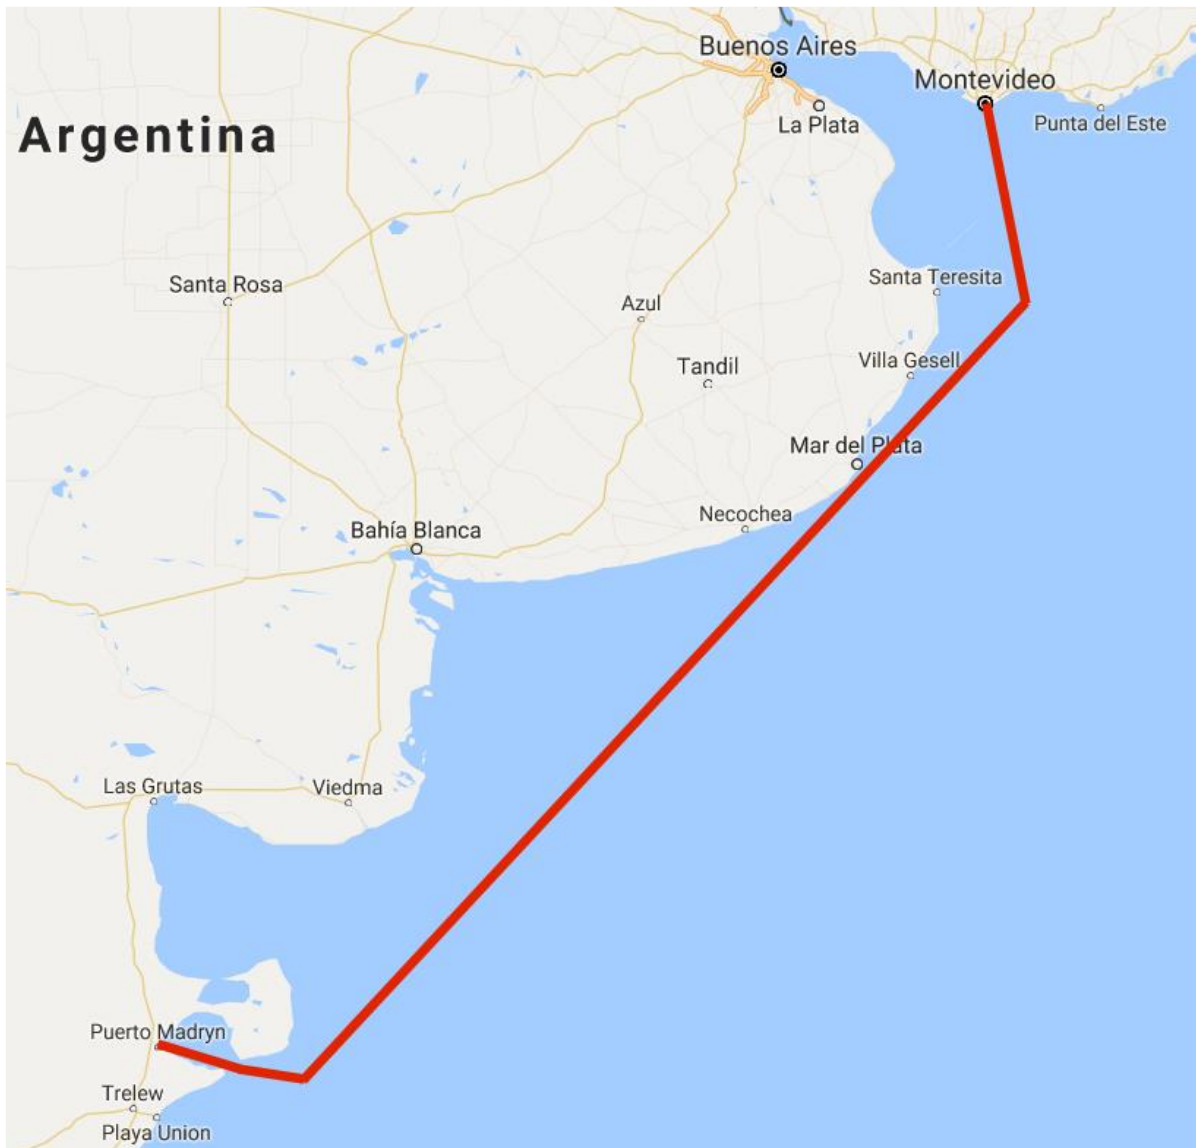 Buenos Aires
Montevideo
La Plata
Punta del Este
Argentina
Santa Rosa
Santa Teresita
Azul
Villa Gesell
Tandil
Mar del Plata
Necochea
Bahía Blanca
Las Grutas
Viedma
Puerto Madryn
Trelew
Playa Union